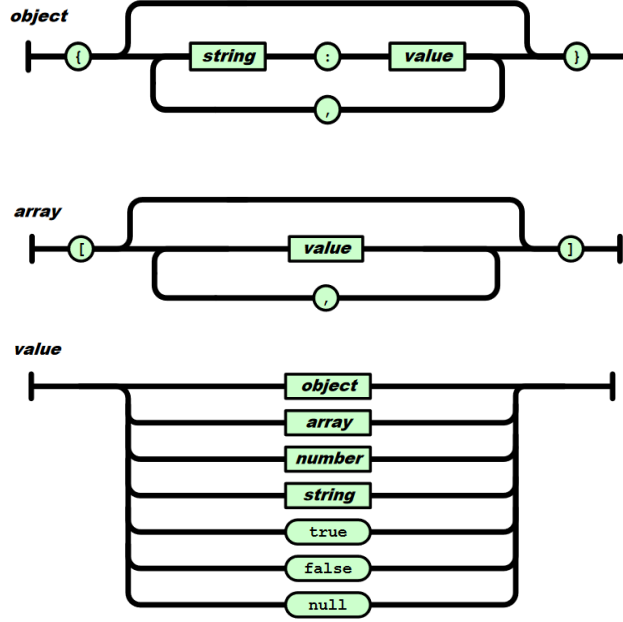 object
{ string : value }
,
array
[ value ]
,
value
object
array
number
string
true
false
null